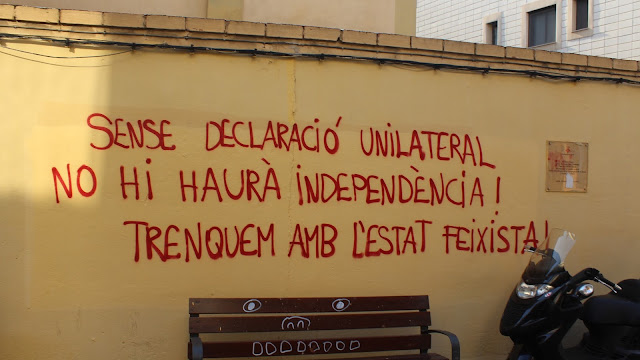 SENSE DECLARACIÓ UNILATERAL
NO HI HAURÀ INDEPENDÈNCIA!
TRENQUEM AMB L'ESTAT FEIXISTA!